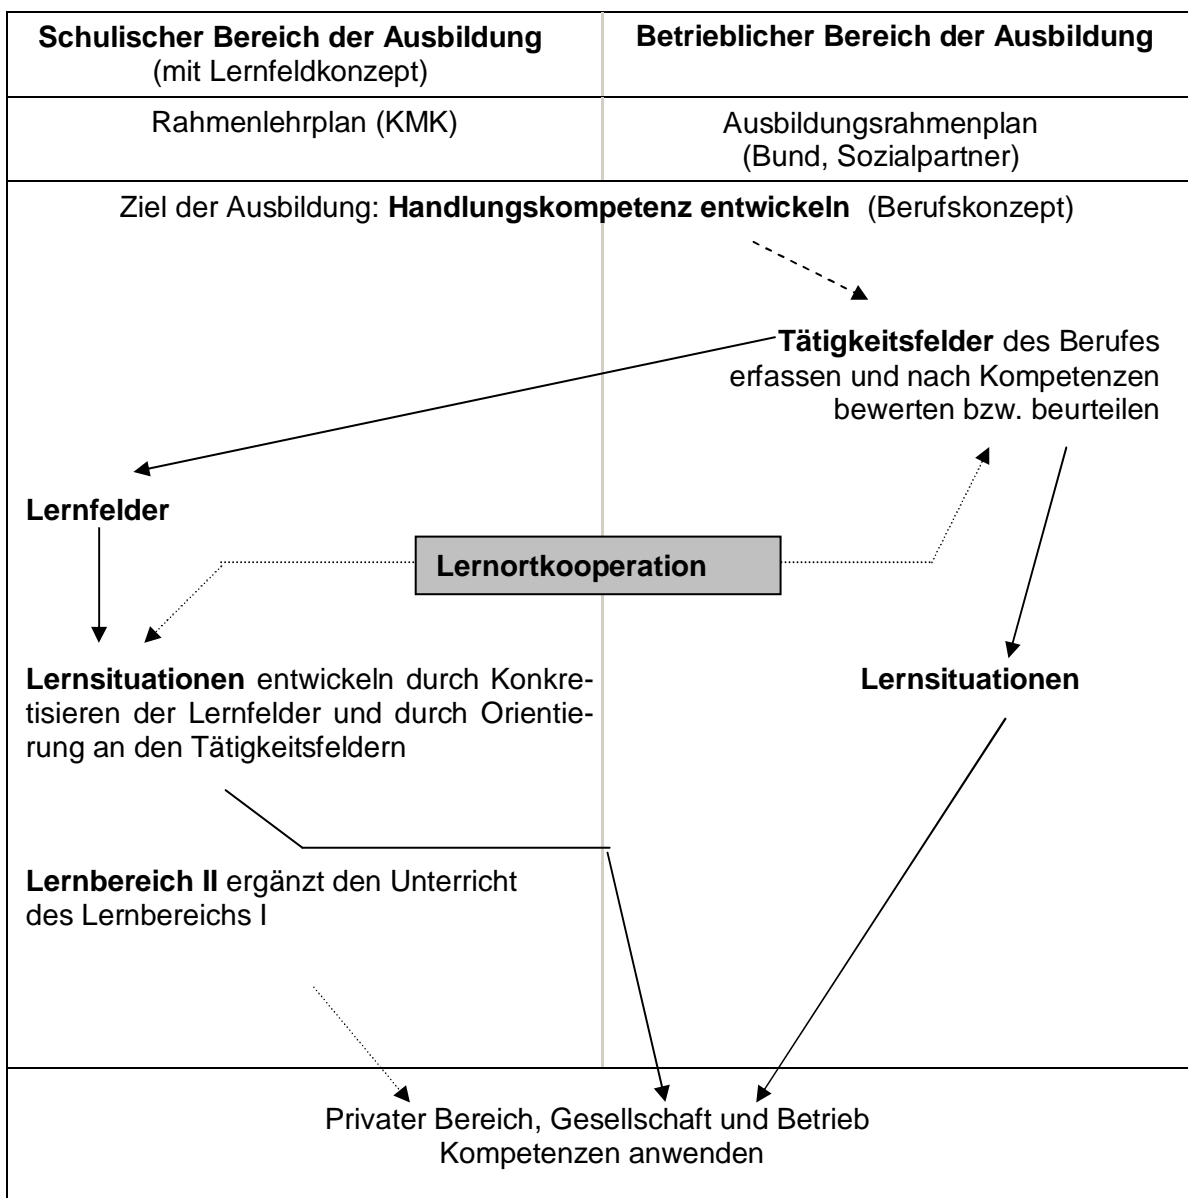 Schulischer Bereich der Ausbildung
(mit Lernfeldkonzept)
Betrieblicher Bereich der Ausbildung
Rahmenlehrplan (KMK)
Ausbildungsrahmenplan
(Bund, Sozialpartner)
Ziel der Ausbildung: Handlungskompetenz entwickeln (Berufskonzept)
Tätigkeitsfelder des Berufes
erfassen und nach Kompetenzen
bewerten bzw. beurteilen
Lernfelder
Lernortkooperation
Lernsituationen entwickeln durch Konkre-
tisieren der Lernfelder und durch Orientie-
rung an den Tätigkeitsfeldern
Lernsituationen
Lernbereich II ergänzt den Unterricht
des Lernbereichs I
Privater Bereich, Gesellschaft und Betrieb
Kompetenzen anwenden